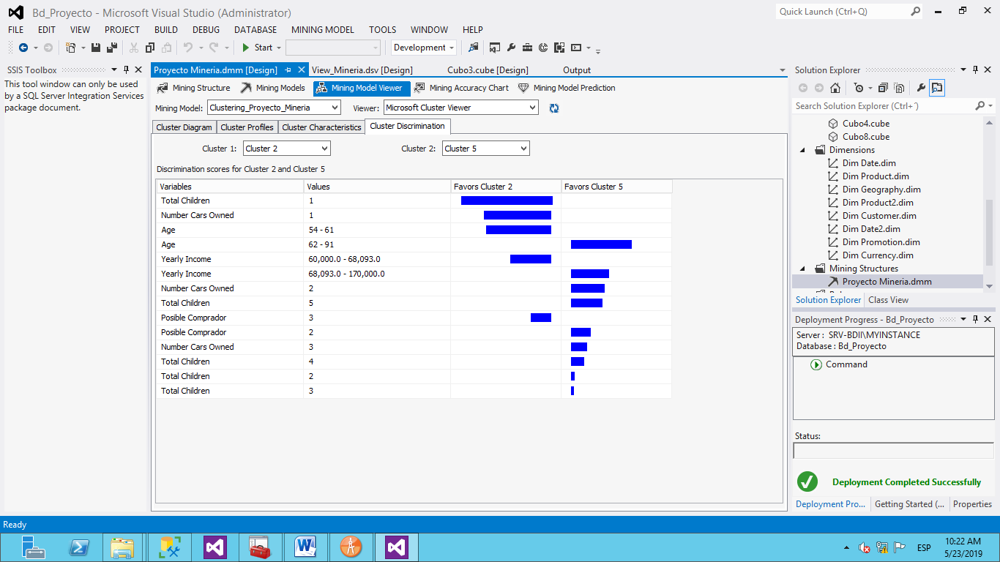 Bd_Proyecto - Microsoft Visual Studio (Administrator)
Quick Launch (Ctrl+Q)
FILE EDIT VIEW PROJECT BUILD DEBUG DATABASE MINING MODEL TOOLS WINDOW HELP
Start Development
SSIS Toolbox
This tool window can only be used
by a SQL Server Integration Services
package document.
Proyecto Mineria.dmm [Design] View_Mineria.dsv [Design] Cubo3.cube [Design] Output
Mining Structure Mining Models Mining Model Viewer Mining Accuracy Chart Mining Model Prediction
Mining Model: Clustering_Proyecto_Mineria Viewer: Microsoft Cluster Viewer
Cluster Diagram Cluster Profiles Cluster Characteristics Cluster Discrimination
Cluster 1: Cluster 2 Cluster 2: Cluster 5
Discrimination scores for Cluster 2 and Cluster 5
Variables Values Favors Cluster 2 Favors Cluster 5
Total Children 1
Number Cars Owned 1
Age 54 - 61
Age 62 - 91
Yearly Income 60,000.0 - 68,093.0
Yearly Income 68,093.0 - 170,000.0
Number Cars Owned 2
Total Children 5
Posible Comprador 3
Posible Comprador 2
Number Cars Owned 3
Total Children 4
Total Children 2
Total Children 3
Solution Explorer
Search Solution Explorer (Ctrl+´)
Cubo4.cube
Cubo8.cube
Dimensions
Dim Date.dim
Dim Product.dim
Dim Geography.dim
Dim Product2.dim
Dim Customer.dim
Dim Date2.dim
Dim Promotion.dim
Dim Currency.dim
Mining Structures
Proyecto Mineria.dmm
Solution Explorer Class View
Deployment Progress - Bd_Proyecto
Server : SRV-BDII\MYINSTANCE
Database : Bd_Proyecto
Command
Status:
Deployment Completed Successfully
Deployment Pro... Getting Started (... Properties
Ready
ESP
10:22 AM
5/23/2019